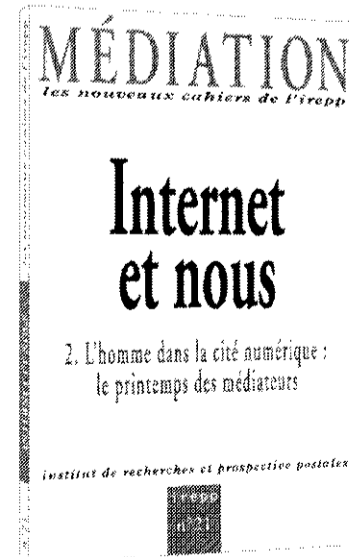 MÉDIATION
les nouveaux cahiers de l'irepp
Internet
et nous
2. L'homme dans la cité numérique :
le printemps des médiateurs
institut de recherches et prospective postales
irepp
n°21